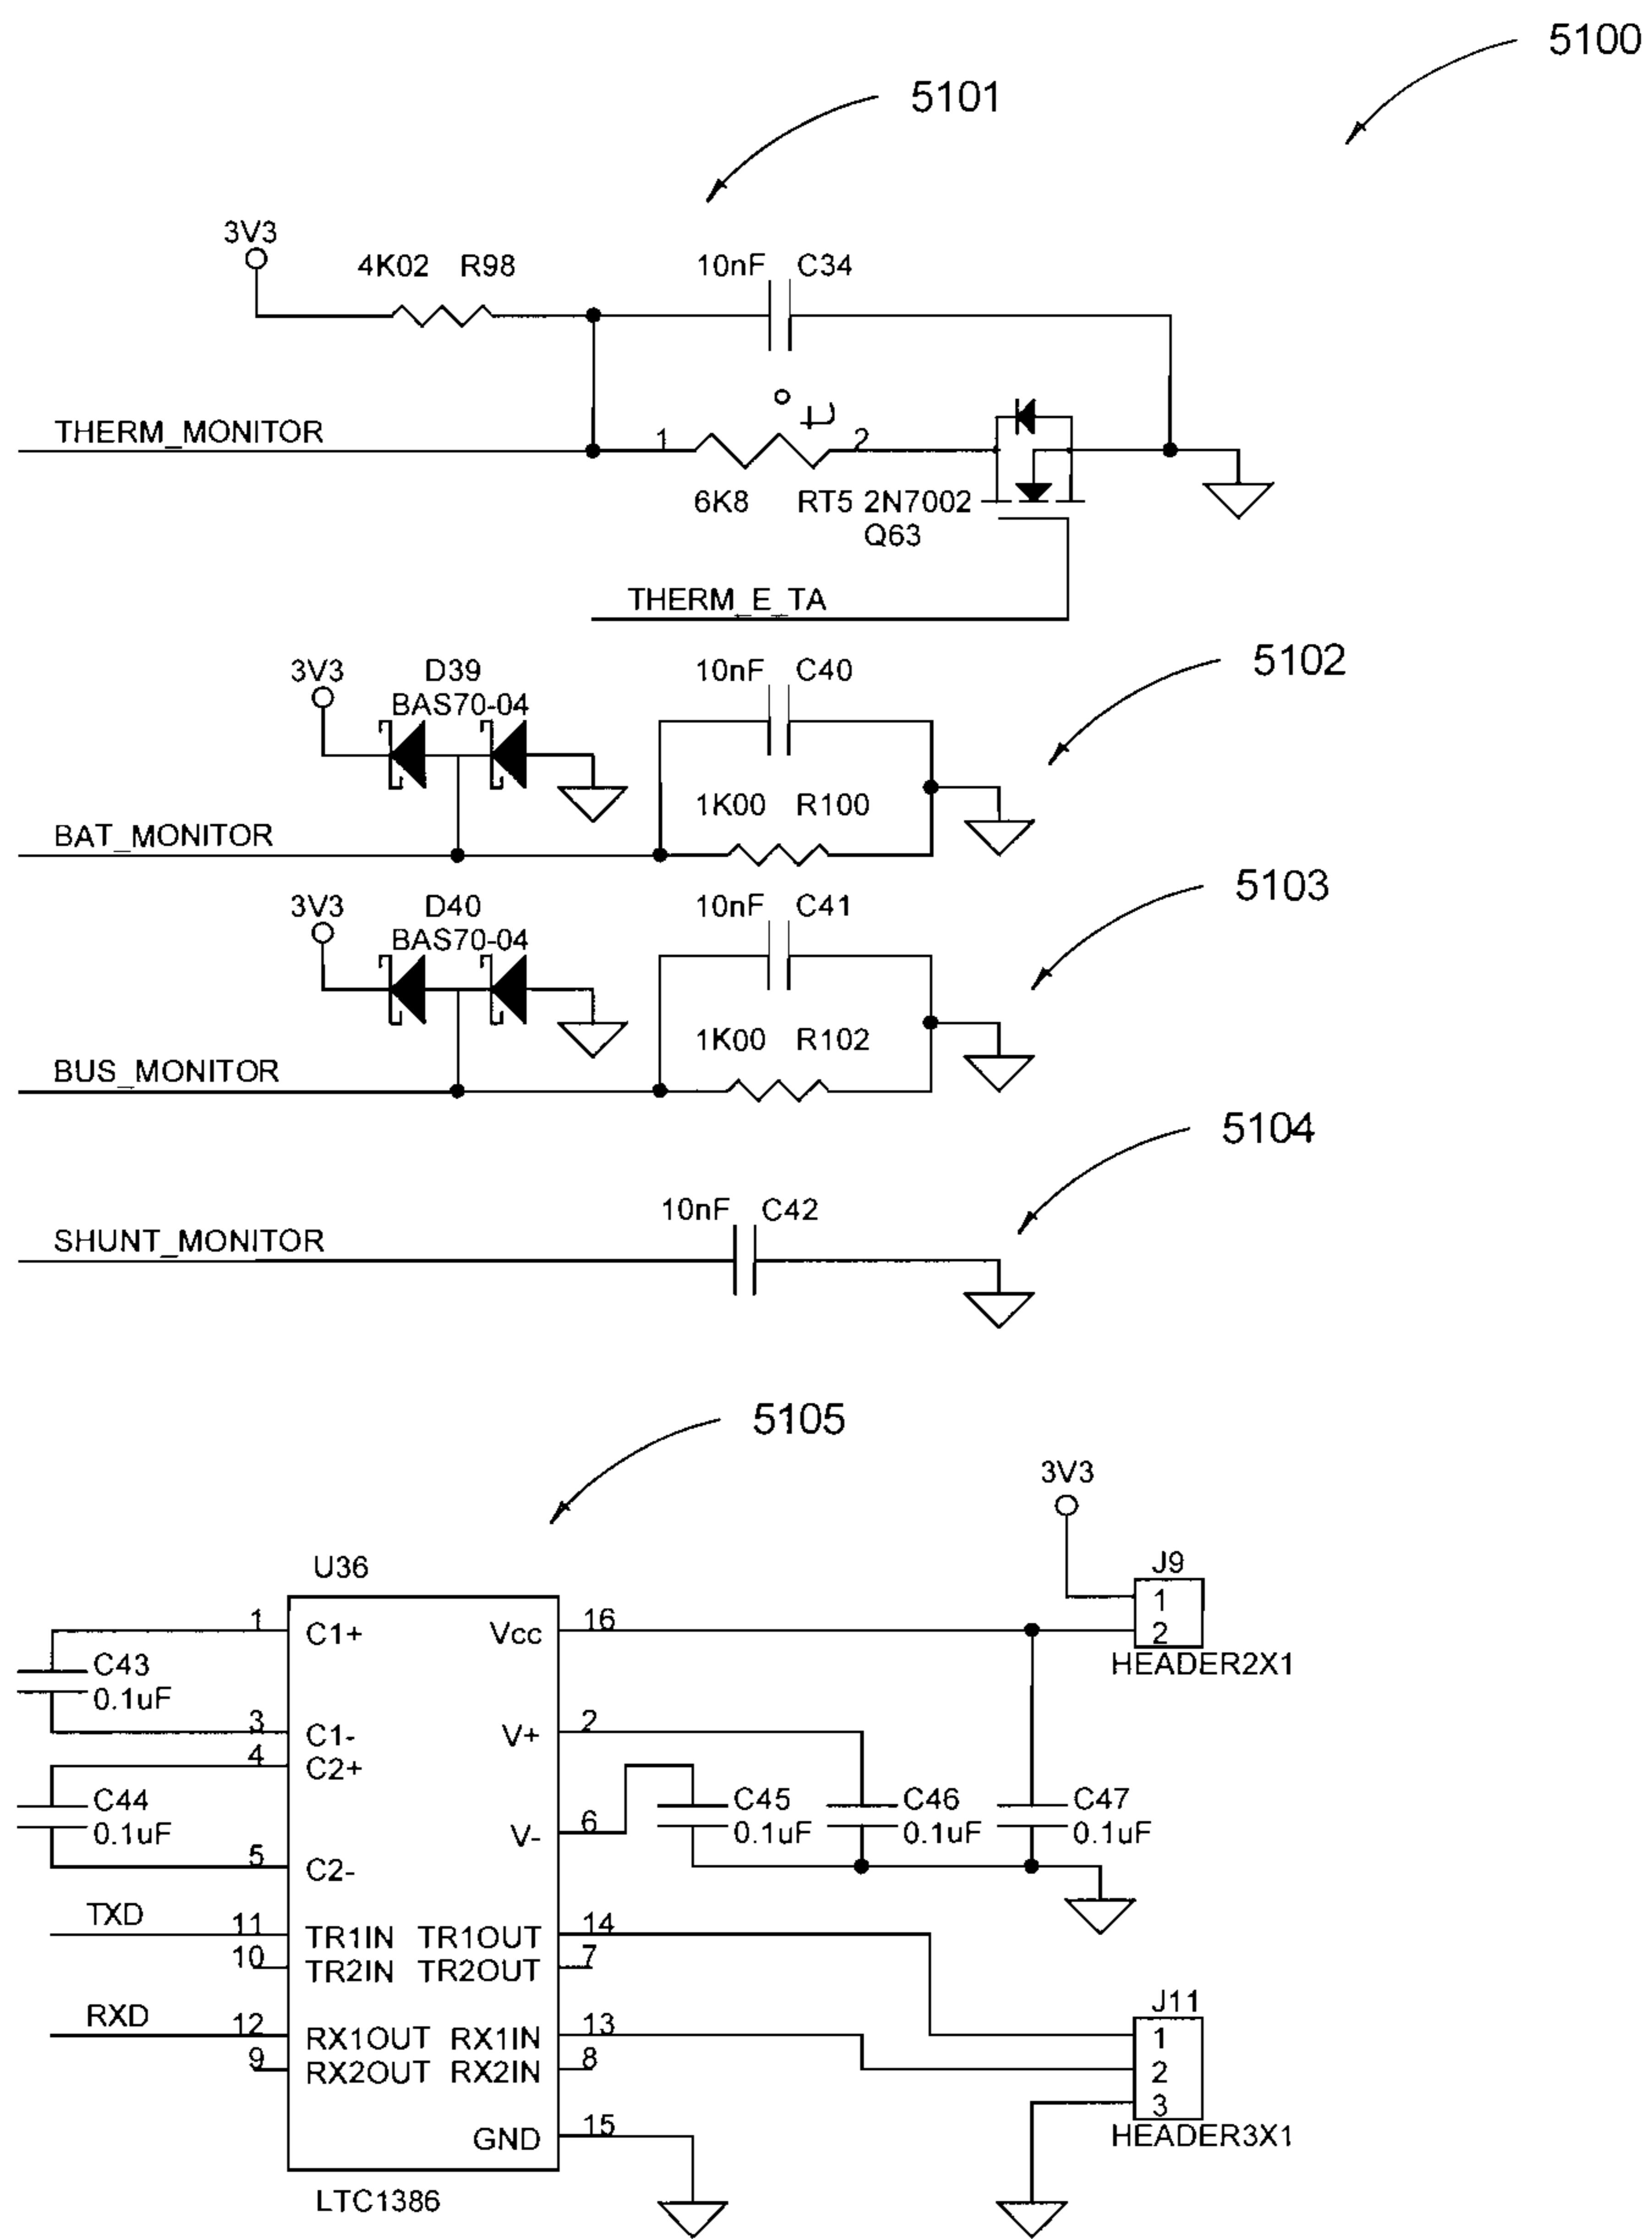 5100
5101
3V3
4K02 R98
10nF C34
THERM_MONITOR
1
°t
2
6K8
RT5 2N7002
Q63
THERM_E_TA
5102
3V3
D39
BAS70-04
10nF C40
1K00 R100
BAT_MONITOR
5103
3V3
D40
BAS70-04
10nF C41
1K00 R102
BUS_MONITOR
5104
10nF C42
SHUNT_MONITOR
5105
3V3
U36
J9
1
2
HEADER2X1
1 C1+ Vcc 16
C43
0.1uF
3 C1- V+ 2
4 C2+
C44
0.1uF
V- 6
C45
0.1uF
C46
0.1uF
C47
0.1uF
5 C2-
TXD
11 TR1IN TR1OUT 14
10 TR2IN TR2OUT 7
RXD
12 RX1OUT RX1IN 13
9 RX2OUT RX2IN 8
J11
1
2
3
HEADER3X1
GND 15
LTC1386